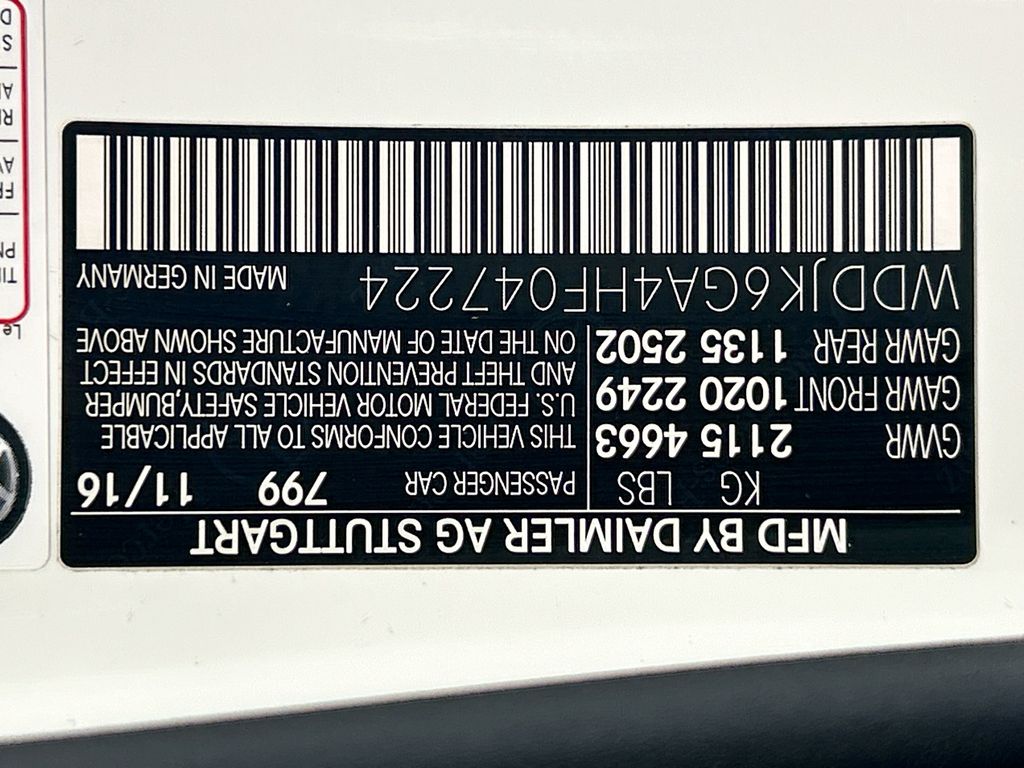 MFD BY DAIMLER AG STUTTGART
KG LBS
GVWR 2115 4663
GAWR FRONT 1020 2249
GAWR REAR 1135 2502
PASSENGER CAR 799 11/16
THIS VEHICLE CONFORMS TO ALL APPLICABLE
U.S. FEDERAL MOTOR VEHICLE SAFETY,BUMPER
AND THEFT PREVENTION STANDARDS IN EFFECT
ON THE DATE OF MANUFACTURE SHOWN ABOVE
WDDJK6GA4HF047224 MADE IN GERMANY